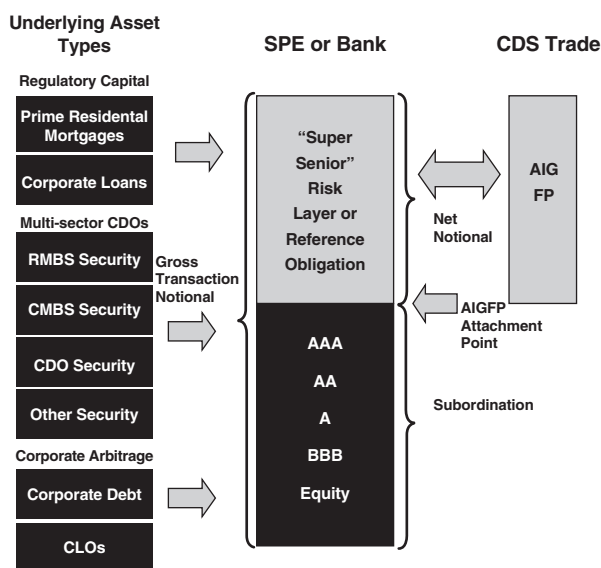 Underlying Asset
Types
SPE or Bank
CDS Trade
Regulatory Capital
Prime Residental
Mortgages
Corporate Loans
Multi-sector CDOs
RMBS Security
CMBS Security
CDO Security
Other Security
Corporate Arbitrage
Corporate Debt
CLOs
Gross
Transaction
Notional
“Super
Senior”
Risk
Layer or
Reference
Obligation
AAA
AA
A
BBB
Equity
Net
Notional
AIG
FP
AIGFP
Attachment
Point
Subordination